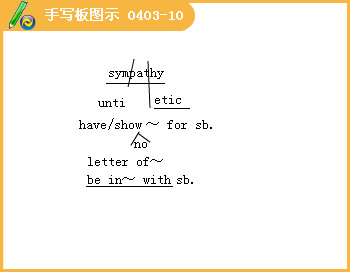 手写板图示 0403-10
sympathy
unti etic
have/show ～ for sb.
no
letter of～
be in～ with sb.